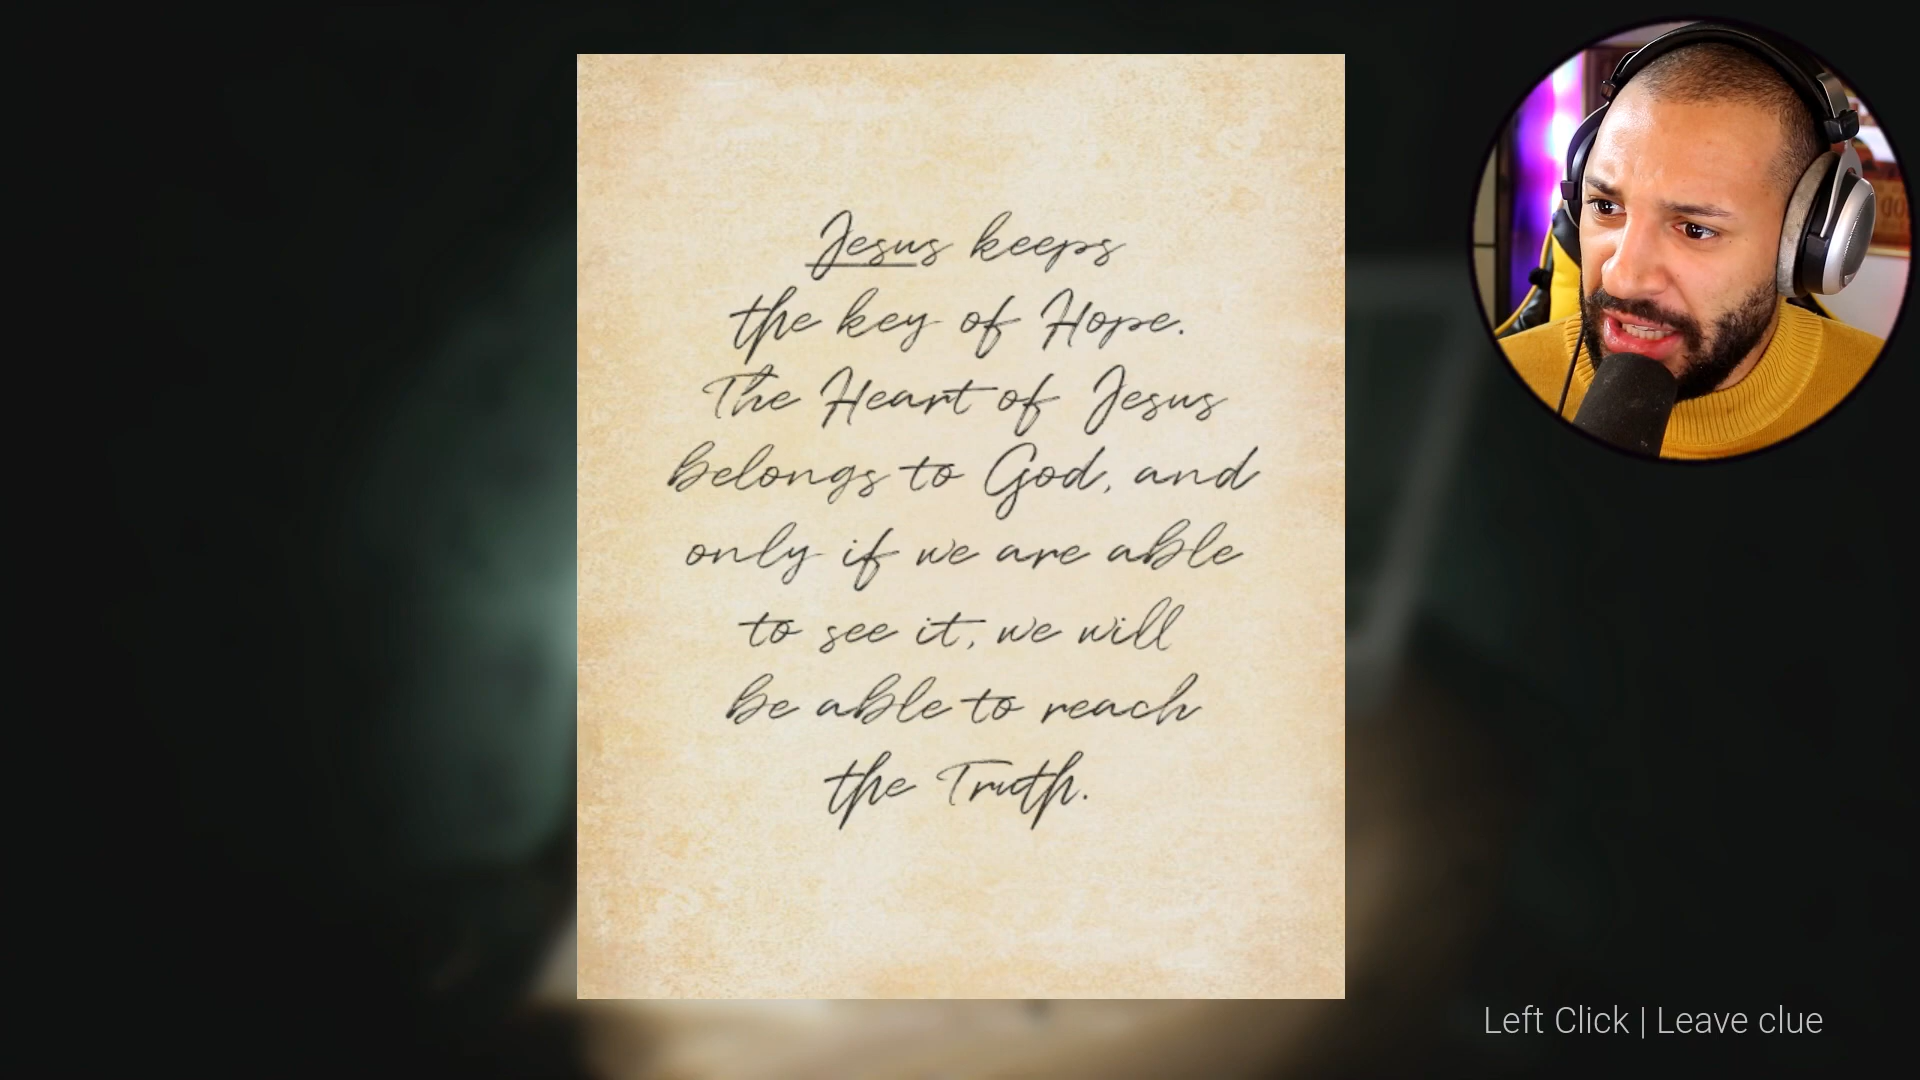 Jesus keeps
the key of Hope.
The Heart of Jesus
belongs to God, and
only if we are able
to see it, we will
be able to reach
the Truth.
Left Click | Leave clue